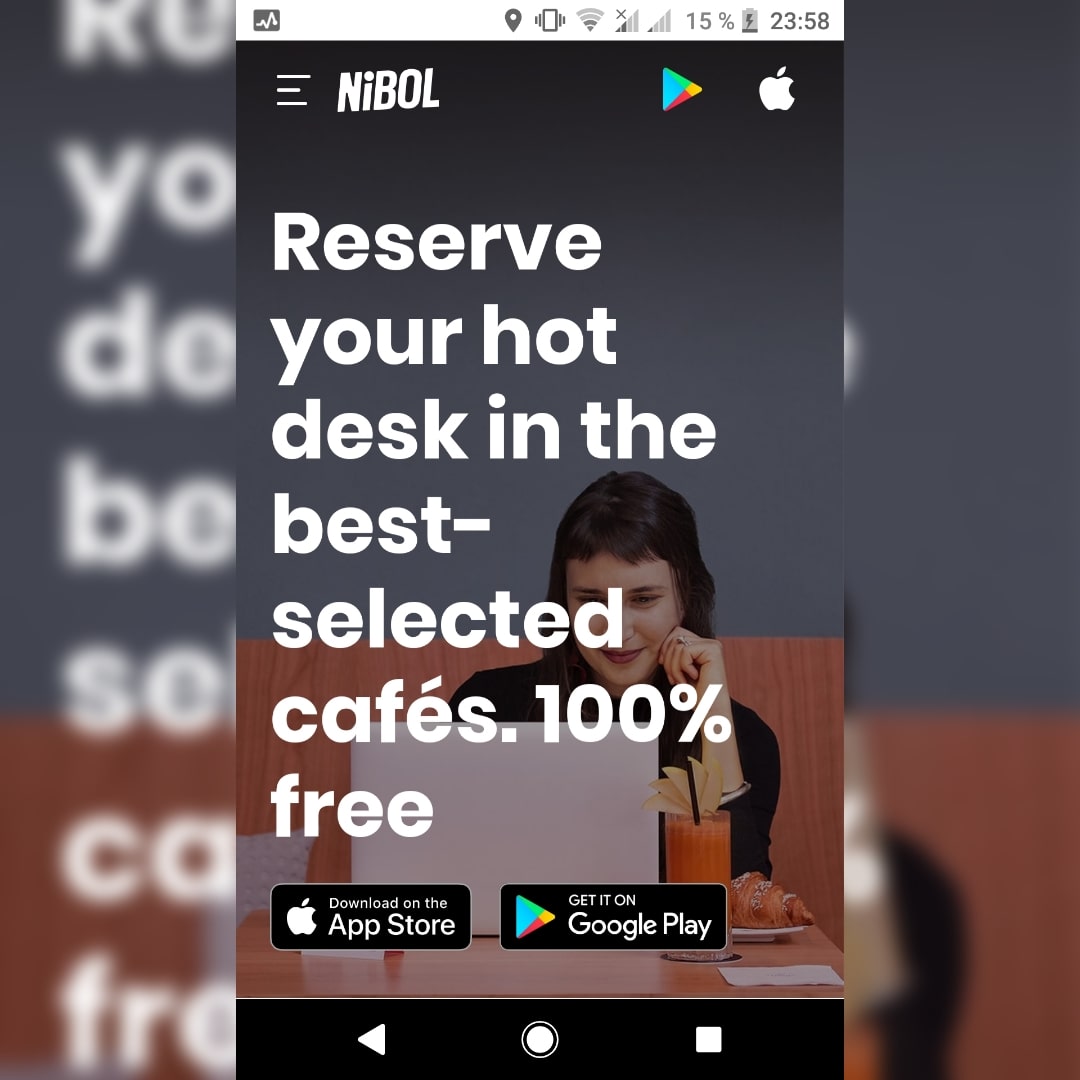 15 % 23:58
NiBOL
Reserve
your hot
desk in the
best-
selected
cafés. 100%
free
Download on the
App Store
GET IT ON
Google Play